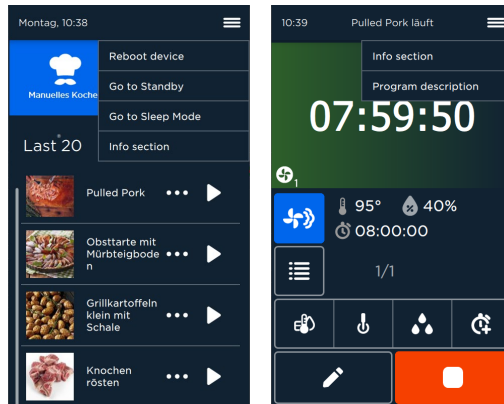 Montag, 10:38
Reboot device
Go to Standby
Go to Sleep Mode
Info section
Manuelles Koche
Last 20
Pulled Pork
Obsttarte mit
Mürbteigbode
n
Grillkartoffeln
klein mit
Schale
Knochen
rösten
10:39
Pulled Pork läuft
Info section
Program description
07:59:50
1
95°
% 40%
08:00:00
1/1